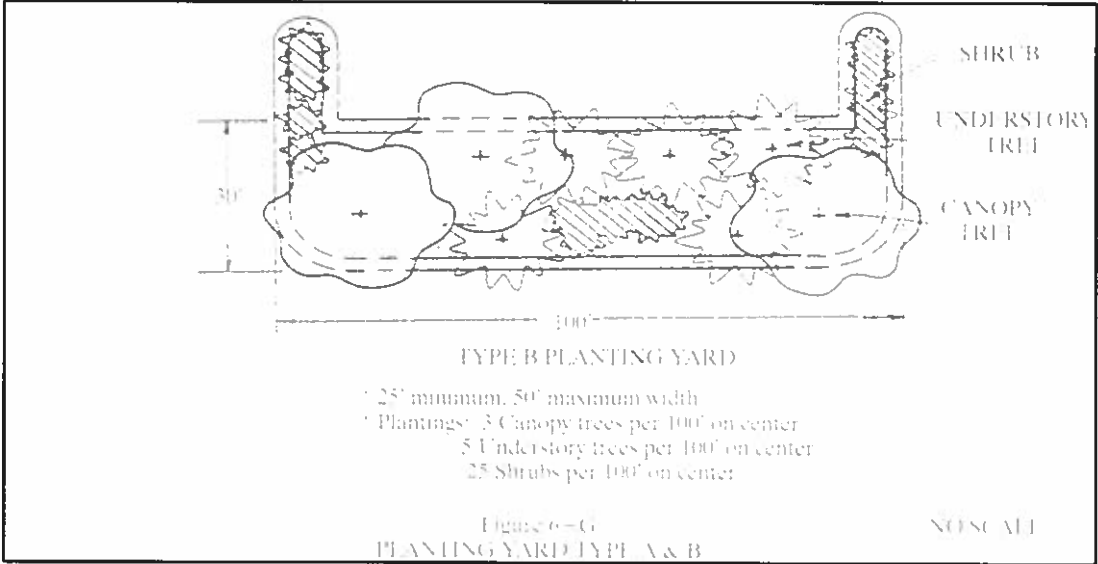 SHRUB
UNDERSTORY
TREE
30'
CANOPY
TREE
100'
TYPE B PLANTING YARD
* 25' minimum, 50' maximum width
* Plantings: 3 Canopy trees per 100' on center
5 Understory trees per 100' on center
25 Shrubs per 100' on center
Figure 6-G
NO SCALE
PLANTING YARD TYPE A & B